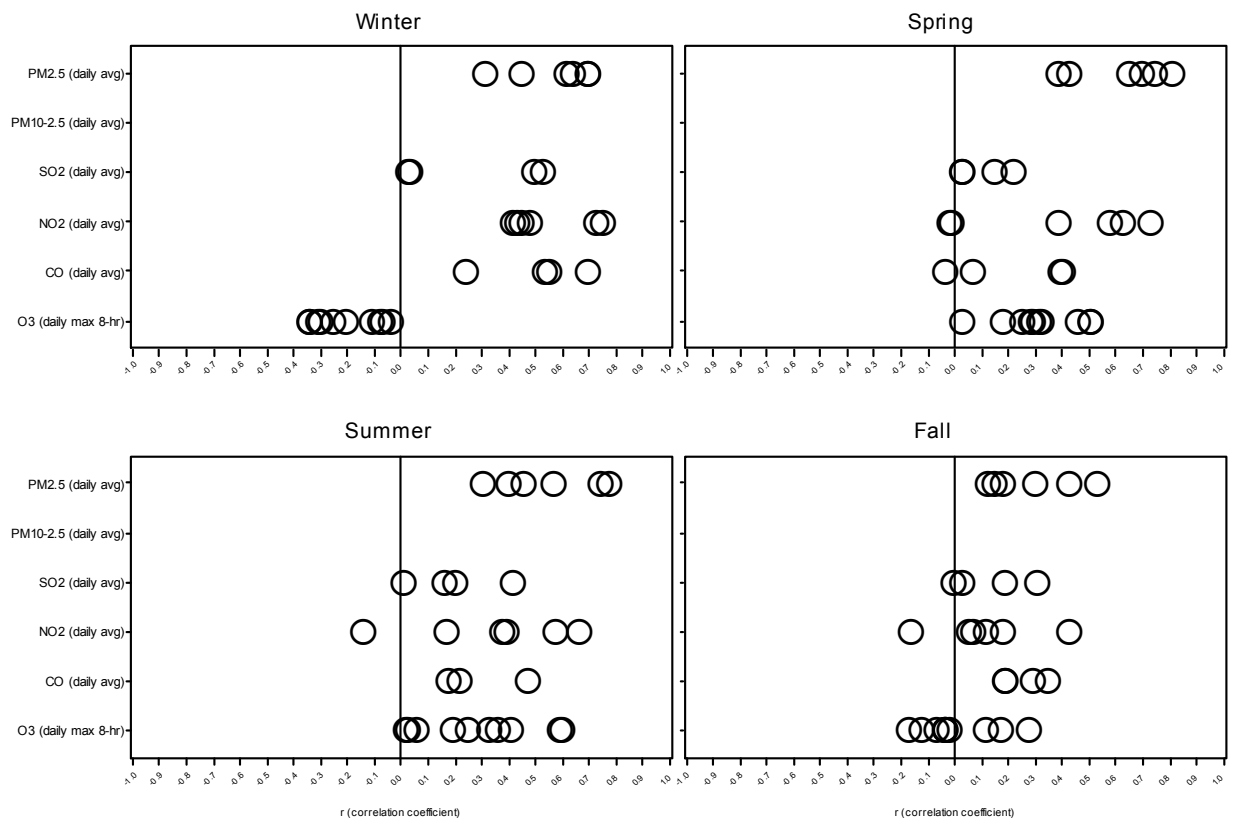 Winter
Spring
PM2.5 (daily avg)
PM10-2.5 (daily avg)
SO2 (daily avg)
NO2 (daily avg)
CO (daily avg)
O3 (daily max 8-hr)
-1.0 -0.9 -0.8 -0.7 -0.6 -0.5 -0.4 -0.3 -0.2 -0.1 0.0 0.1 0.2 0.3 0.4 0.5 0.6 0.7 0.8 0.9 1.0
-1.0 -0.9 -0.8 -0.7 -0.6 -0.5 -0.4 -0.3 -0.2 -0.1 0.0 0.1 0.2 0.3 0.4 0.5 0.6 0.7 0.8 0.9 1.0
Summer
Fall
PM2.5 (daily avg)
PM10-2.5 (daily avg)
SO2 (daily avg)
NO2 (daily avg)
CO (daily avg)
O3 (daily max 8-hr)
-1.0 -0.9 -0.8 -0.7 -0.6 -0.5 -0.4 -0.3 -0.2 -0.1 0.0 0.1 0.2 0.3 0.4 0.5 0.6 0.7 0.8 0.9 1.0
-1.0 -0.9 -0.8 -0.7 -0.6 -0.5 -0.4 -0.3 -0.2 -0.1 0.0 0.1 0.2 0.3 0.4 0.5 0.6 0.7 0.8 0.9 1.0
r (correlation coefficient)
r (correlation coefficient)